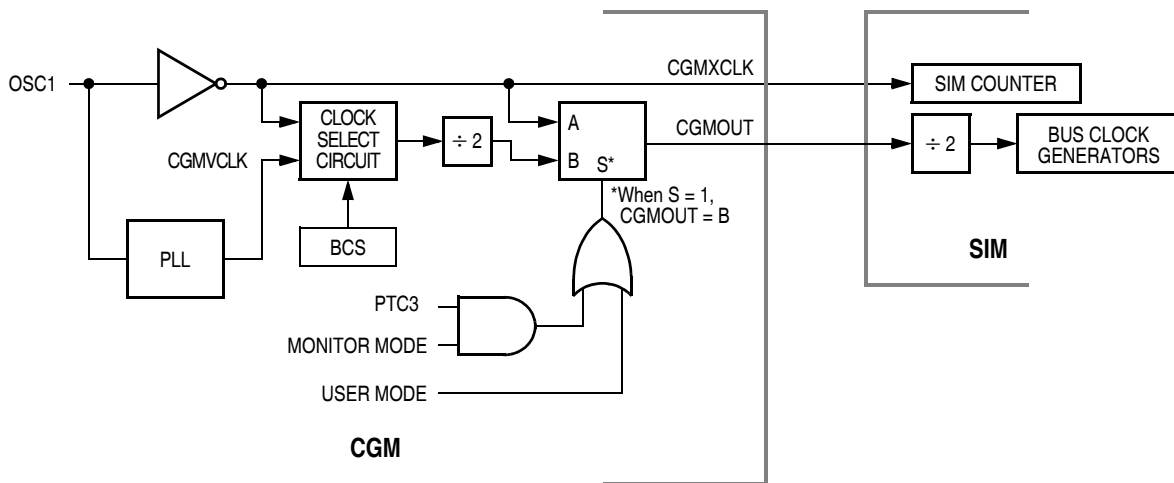 OSC1
CGMXCLK
SIM COUNTER
CLOCK
SELECT
CIRCUIT
÷ 2
A
B
S*
CGMOUT
÷ 2
BUS CLOCK
GENERATORS
CGMVCLK
*When S = 1,
CGMOUT = B
BCS
PLL
SIM
PTC3
MONITOR MODE
USER MODE
CGM